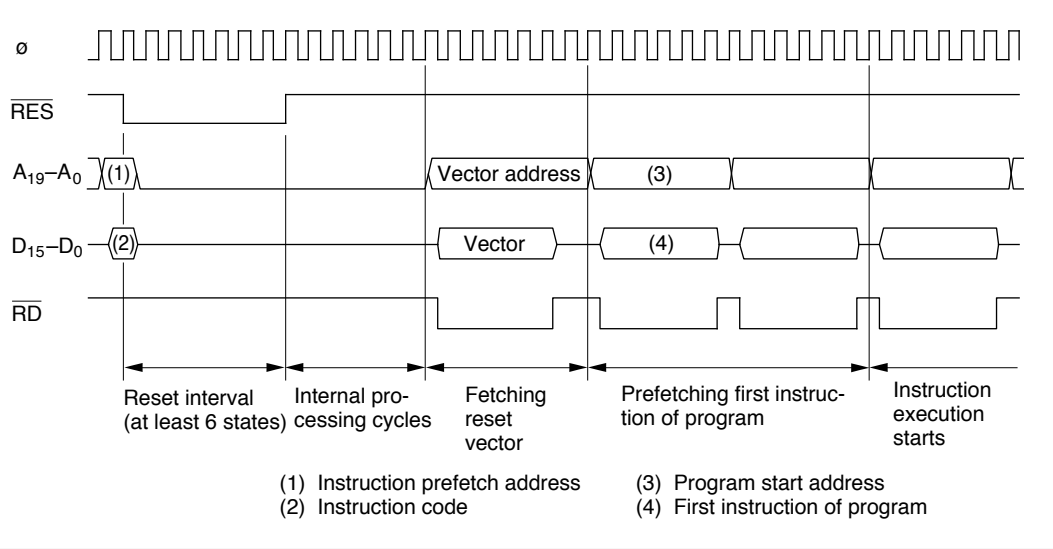 ø
RES
A19–A0 (1) Vector address (3)
D15–D0 (2) Vector (4)
RD
Reset interval
(at least 6 states)
Internal pro-
cessing cycles
Fetching
reset
vector
Prefetching first instruc-
tion of program
Instruction
execution
starts
(1) Instruction prefetch address
(2) Instruction code
(3) Program start address
(4) First instruction of program